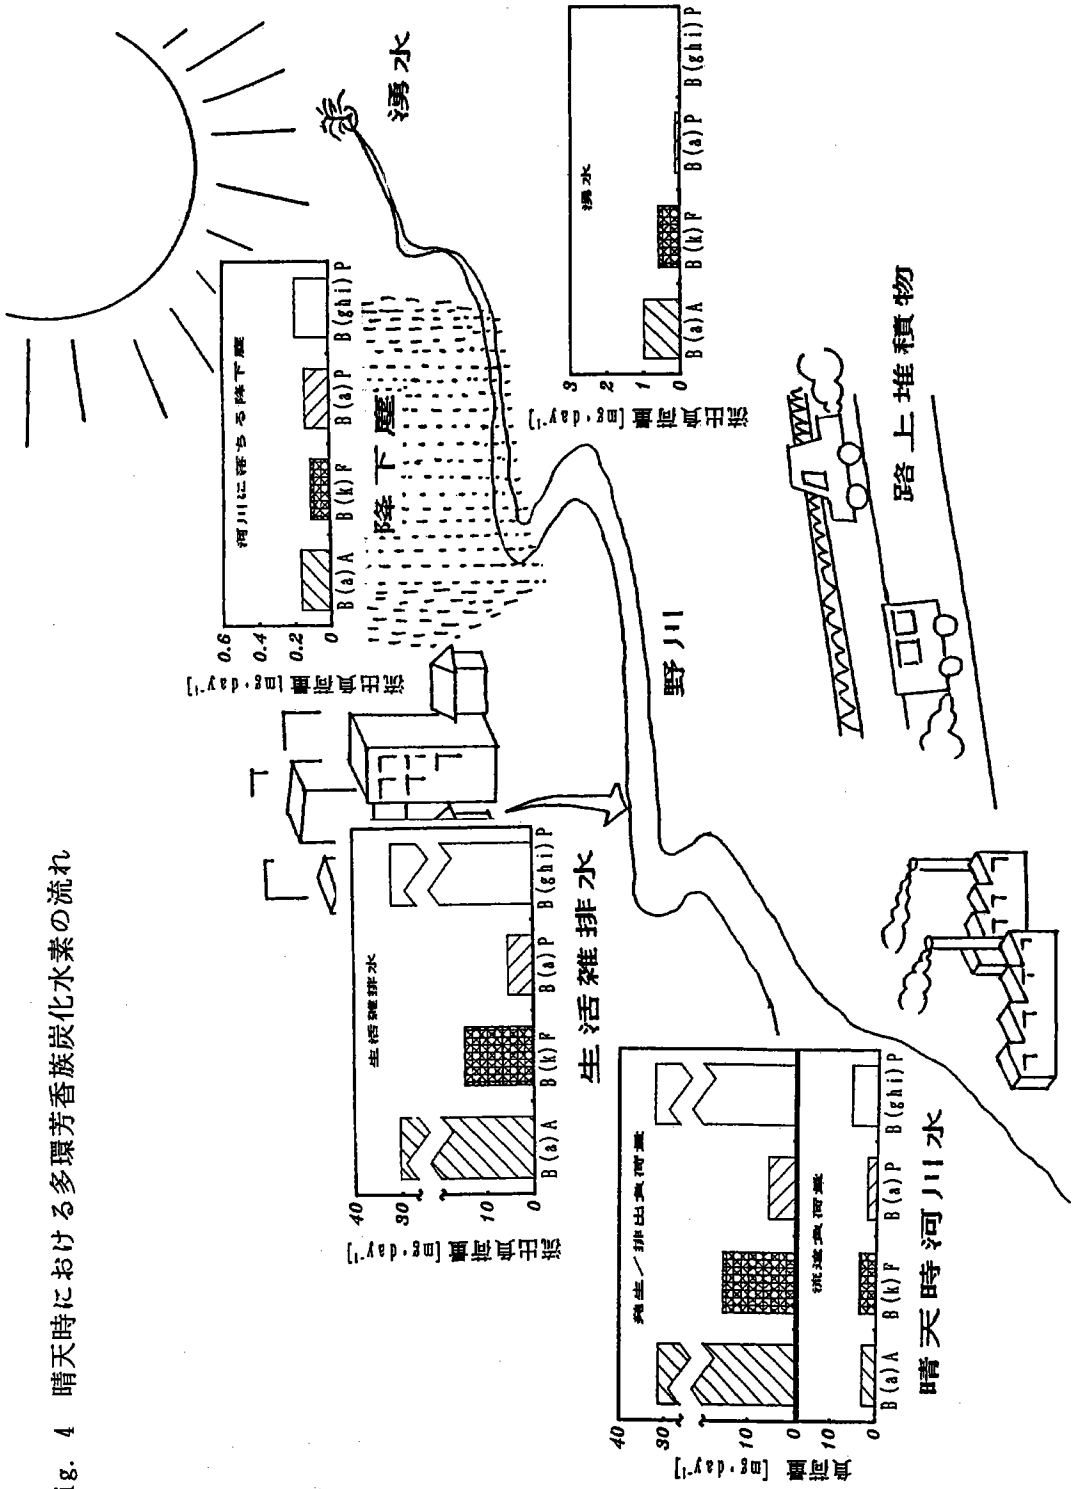 ig. 4 晴天時における多環芳香族炭化水素の流れ
流出負荷量 [mg・day⁻¹]
40
30
10
0
生活雑排水
B(a)A B(k)F B(a)P B(ghi)P
生活雑排水
流出負荷量 [mg・day⁻¹]
0.6
0.4
0.2
0
河川に落ちる降下塵
B(a)A B(k)F B(a)P B(ghi)P
降下塵
湧水
流出負荷量 [mg・day⁻¹]
3
2
1
0
湧水
B(a)A B(k)F B(a)P B(ghi)P
野川
路上堆積物
負荷量 [mg・day⁻¹]
40
30
10
0
発生/排出負荷量
10
0
流達負荷量
B(a)A B(k)F B(a)P B(ghi)P
晴天時河川水